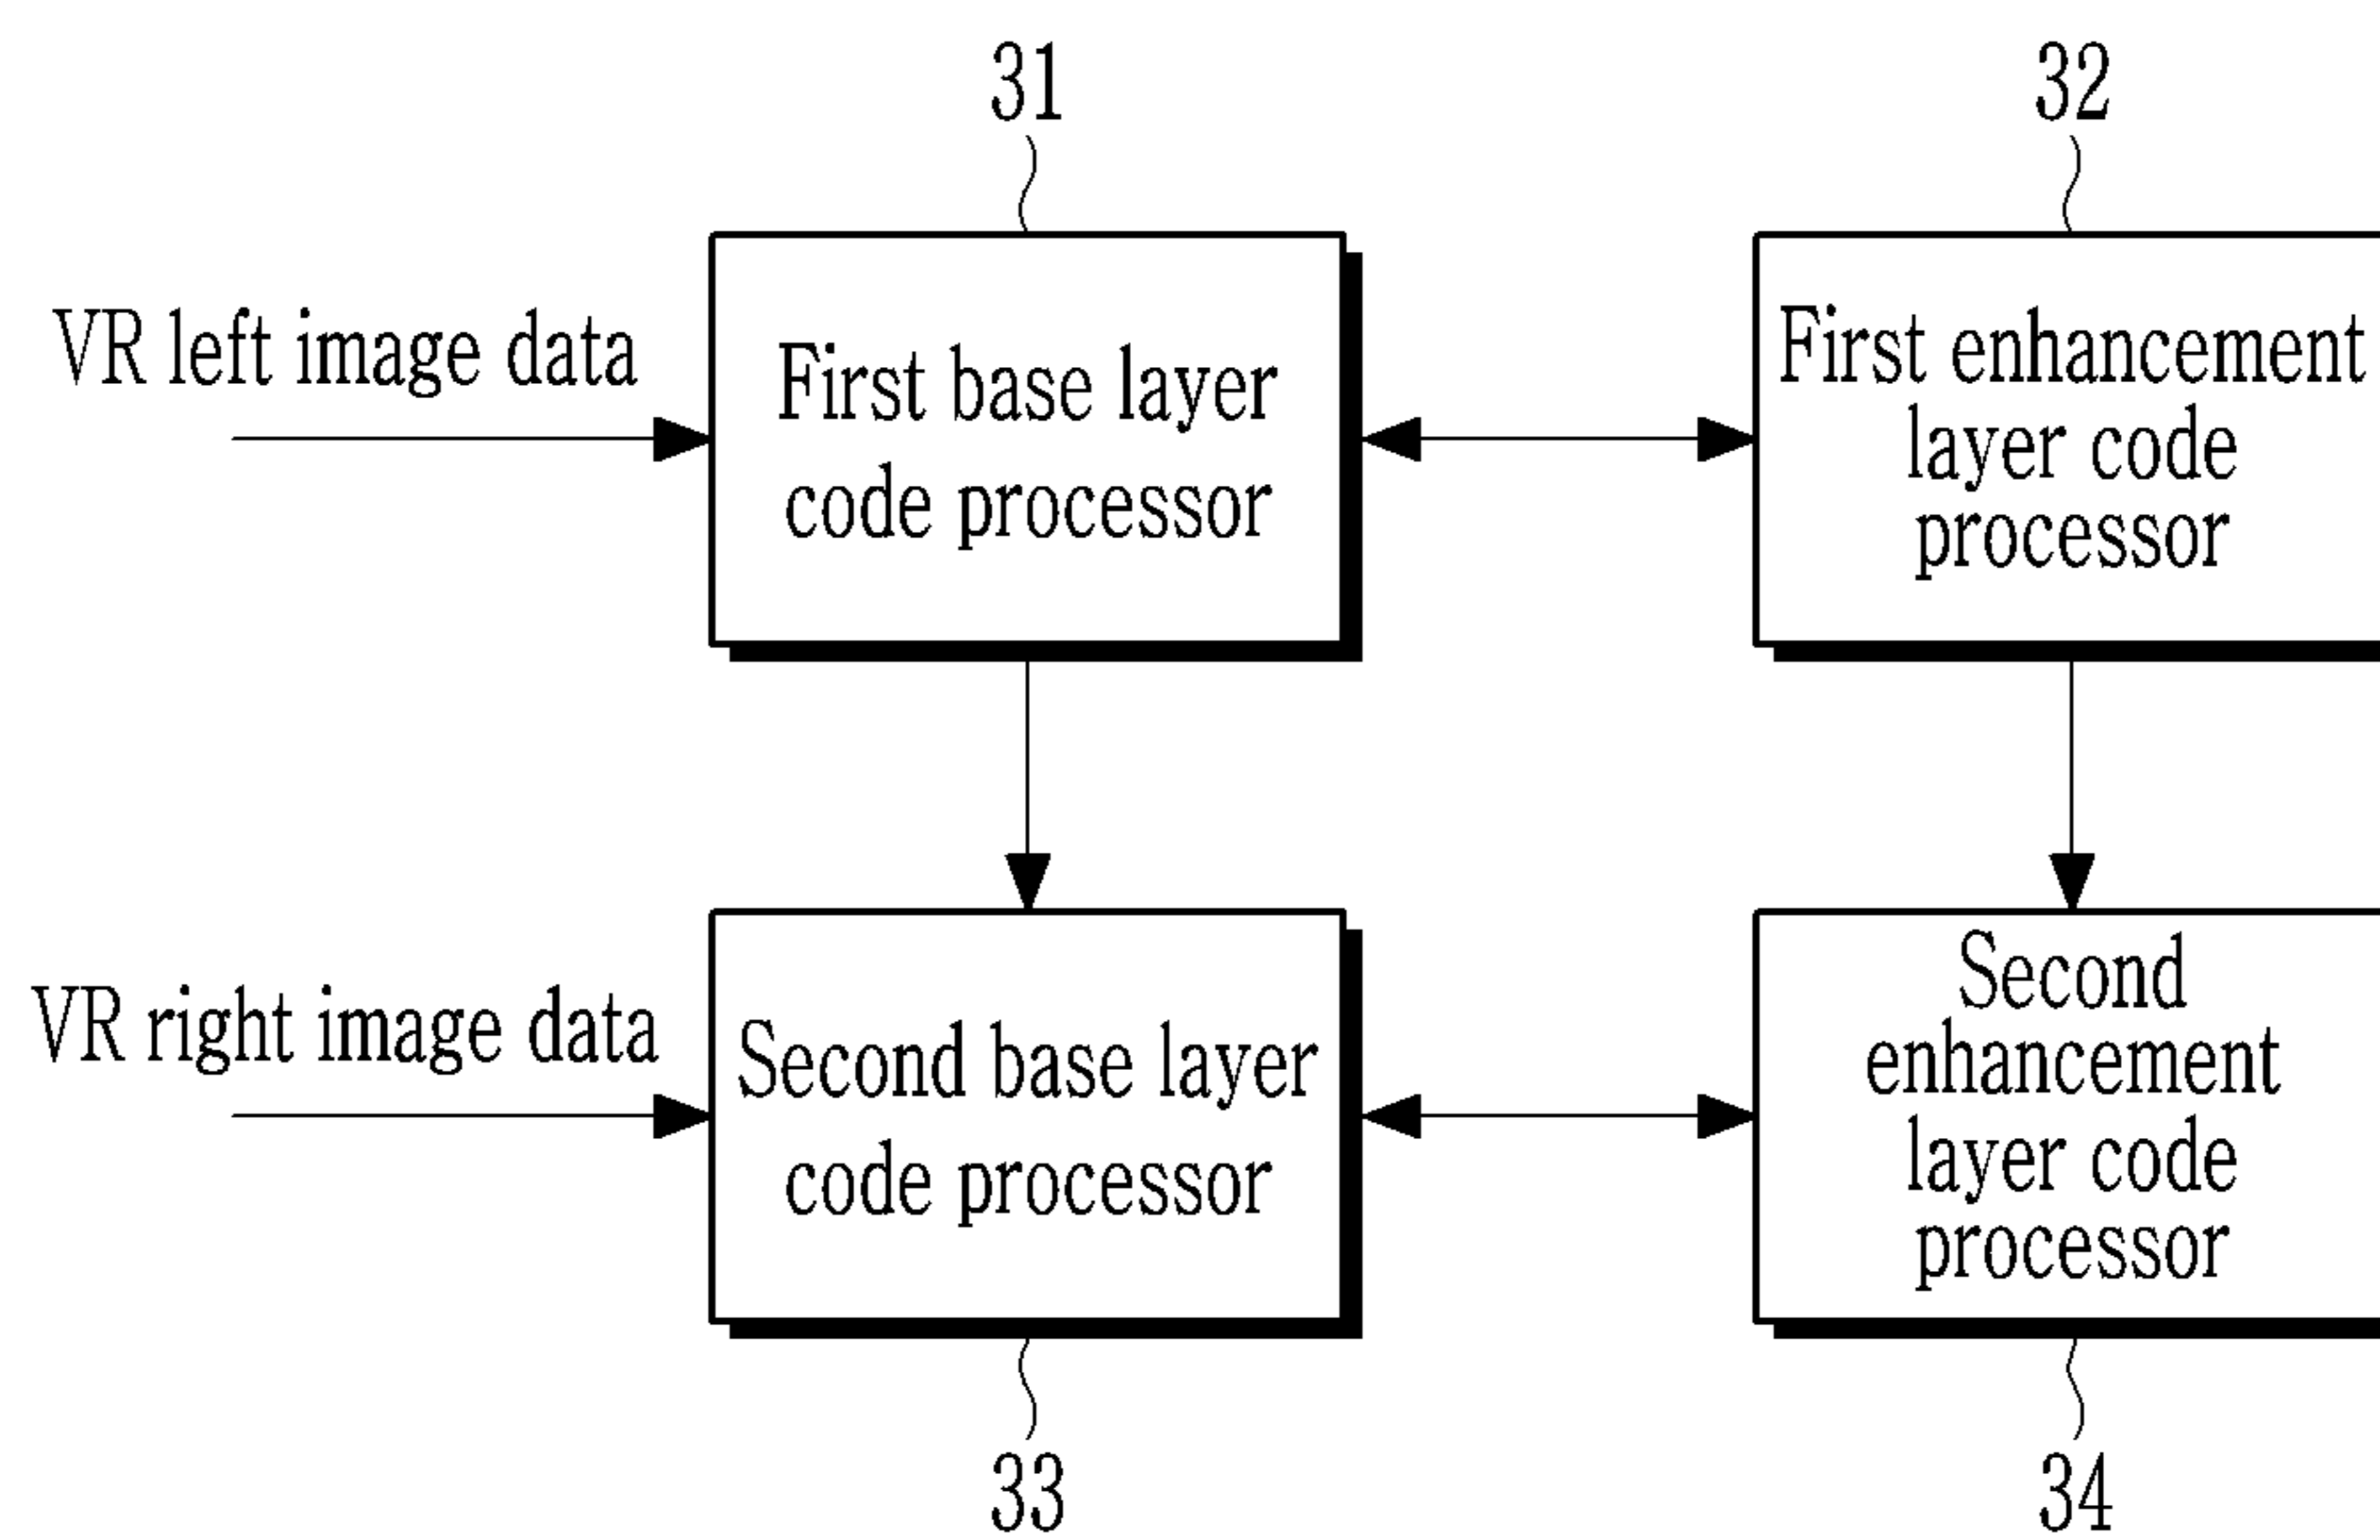 31
32
VR left image data
First base layer
code processor
First enhancement
layer code
processor
VR right image data
Second base layer
code processor
Second
enhancement
layer code
processor
33
34